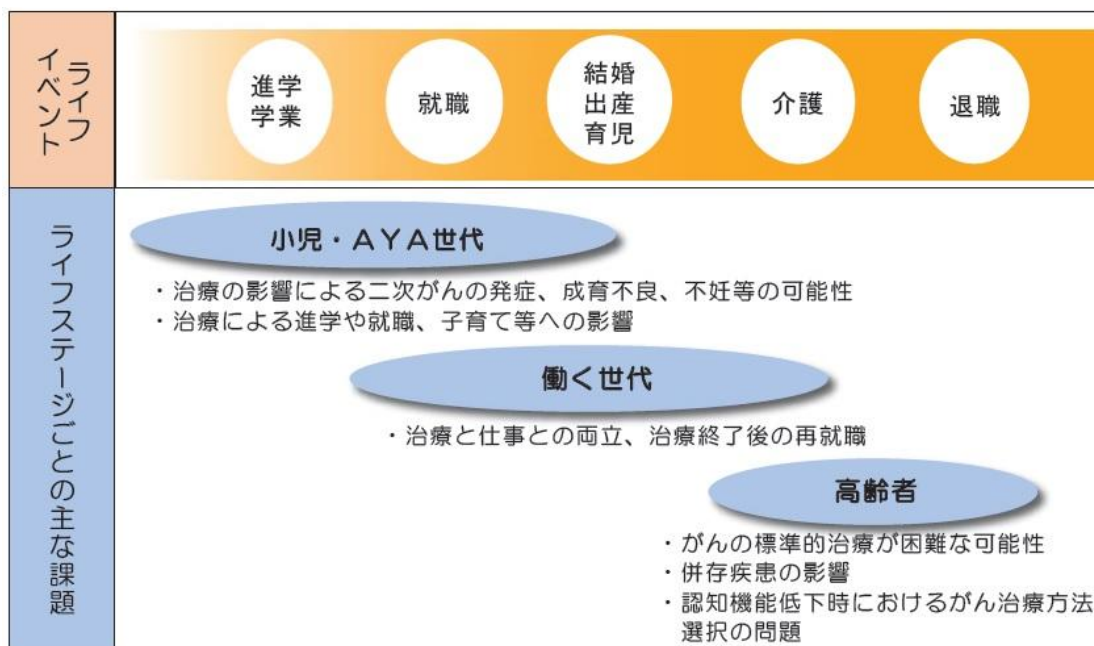 ライフ
イベント
進学
学業
就職
結婚
出産
育児
介護
退職
ライフステージごとの主な課題
小児・ＡＹＡ世代
・治療の影響による二次がんの発症、成育不良、不妊等の可能性
・治療による進学や就職、子育て等への影響
働く世代
・治療と仕事との両立、治療終了後の再就職
高齢者
・がんの標準的治療が困難な可能性
・併存疾患の影響
・認知機能低下時におけるがん治療方法
選択の問題